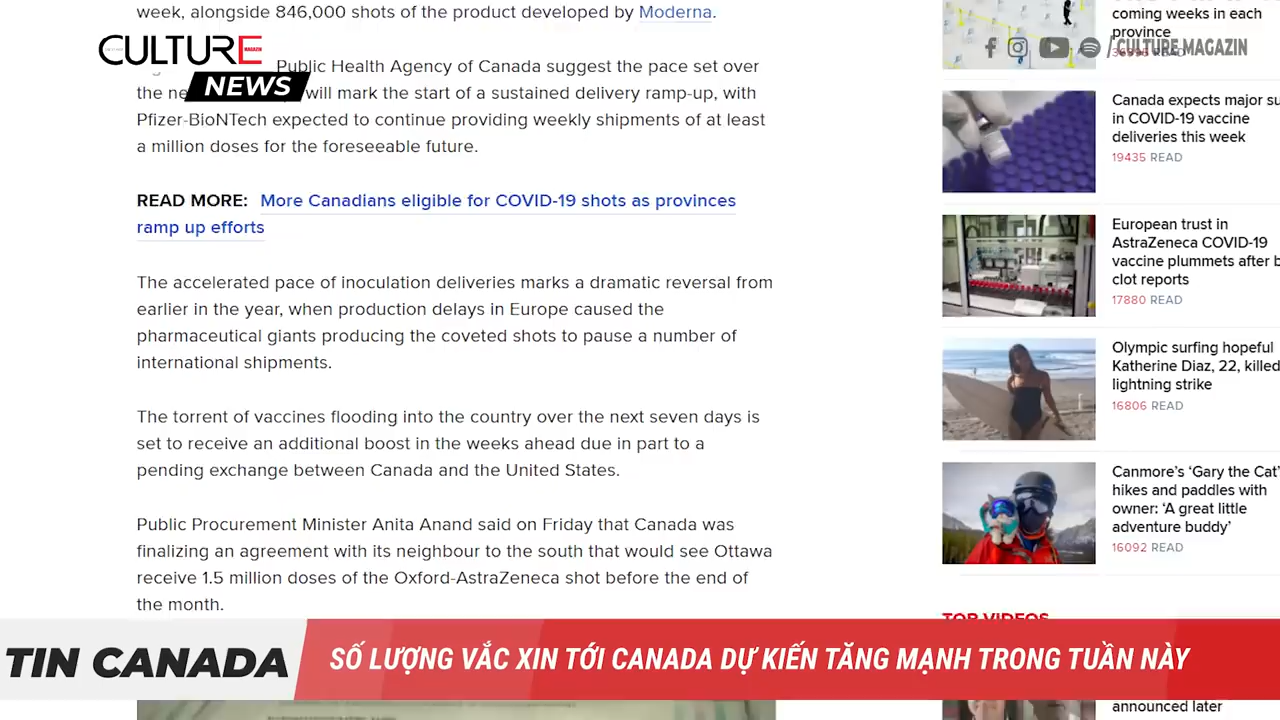 week, alongside 846,000 shots of the product developed by Moderna.
CULTURE
MAGAZIN
NEWS
Public Health Agency of Canada suggest the pace set over
the will mark the start of a sustained delivery ramp-up, with
Pfizer-BioNTech expected to continue providing weekly shipments of at least
a million doses for the foreseeable future.
READ MORE: More Canadians eligible for COVID-19 shots as provinces
ramp up efforts
The accelerated pace of inoculation deliveries marks a dramatic reversal from
earlier in the year, when production delays in Europe caused the
pharmaceutical giants producing the coveted shots to pause a number of
international shipments.
The torrent of vaccines flooding into the country over the next seven days is
set to receive an additional boost in the weeks ahead due in part to a
pending exchange between Canada and the United States.
Public Procurement Minister Anita Anand said on Friday that Canada was
finalizing an agreement with its neighbour to the south that would see Ottawa
receive 1.5 million doses of the Oxford-AstraZeneca shot before the end of
the month.
coming weeks in each
province
READ
/ CULTURE MAGAZIN
Canada expects major su
in COVID-19 vaccine
deliveries this week
19435 READ
European trust in
AstraZeneca COVID-19
vaccine plummets after b
clot reports
17880 READ
Olympic surfing hopeful
Katherine Diaz, 22, killed
lightning strike
16806 READ
Canmore's 'Gary the Cat'
hikes and paddles with
owner: 'A great little
adventure buddy'
16092 READ
TOP VIDEOS
TIN CANADA
SỐ LƯỢNG VẮC XIN TỚI CANADA DỰ KIẾN TĂNG MẠNH TRONG TUẦN NÀY
announced later